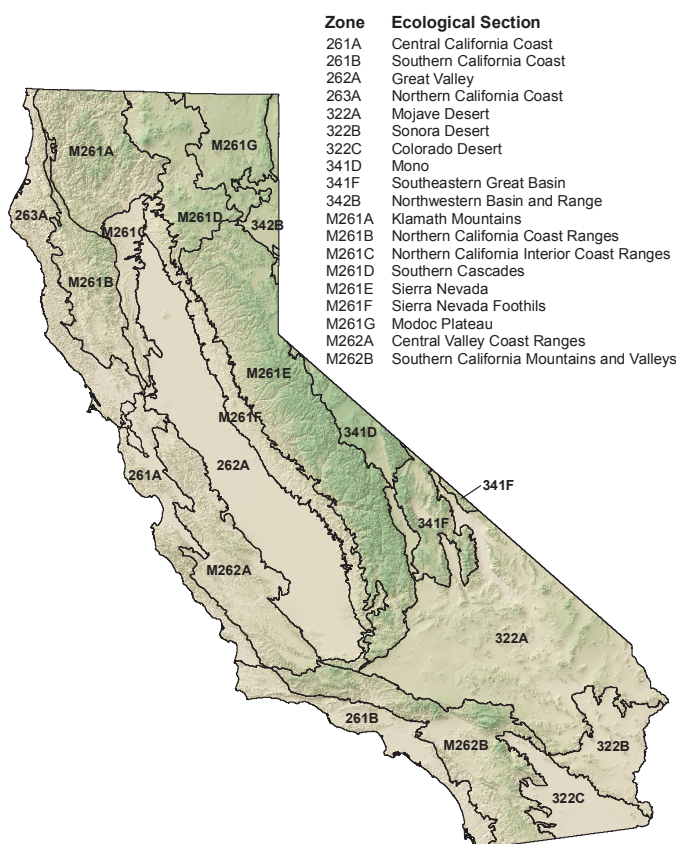 Zone Ecological Section
261A Central California Coast
261B Southern California Coast
262A Great Valley
263A Northern California Coast
322A Mojave Desert
322B Sonora Desert
322C Colorado Desert
341D Mono
341F Southeastern Great Basin
342B Northwestern Basin and Range
M261A Klamath Mountains
M261B Northern California Coast Ranges
M261C Northern California Interior Coast Ranges
M261D Southern Cascades
M261E Sierra Nevada
M261F Sierra Nevada Foothils
M261G Modoc Plateau
M262A Central Valley Coast Ranges
M262B Southern California Mountains and Valleys
M261A
M261G
263A
M261D
342B
M261C
M261B
M261E
M261F
341D
262A
261A
341F
341F
M262A
322A
261B
M262B
322B
322C